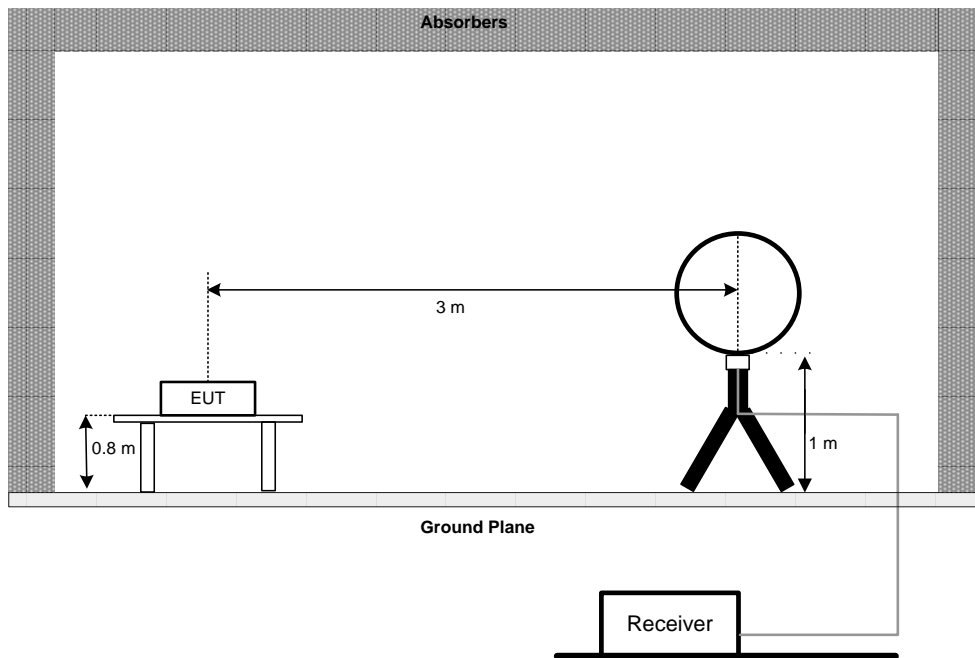 Absorbers
3 m
EUT
0.8 m
1 m
Ground Plane
Receiver